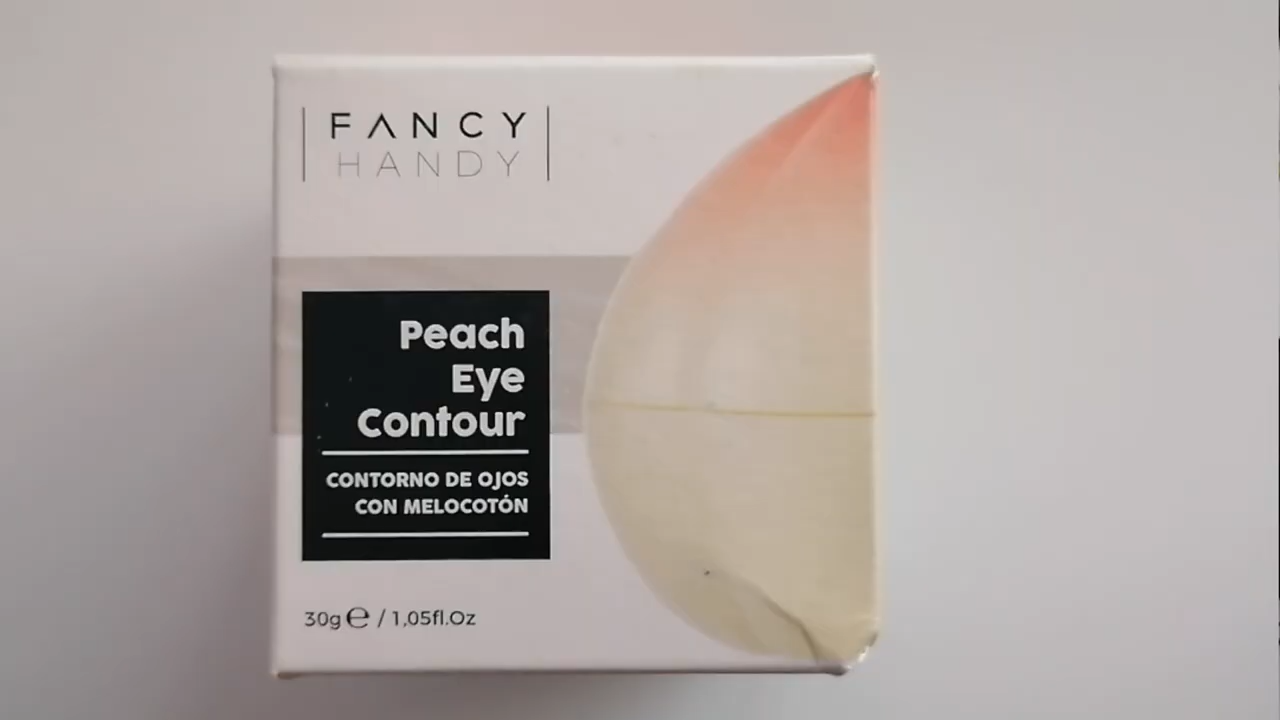 FANCY
HANDY
Peach
Eye
Contour
CONTORNO DE OJOS
CON MELOCOTÓN
30g ℮ / 1,05fl.Oz